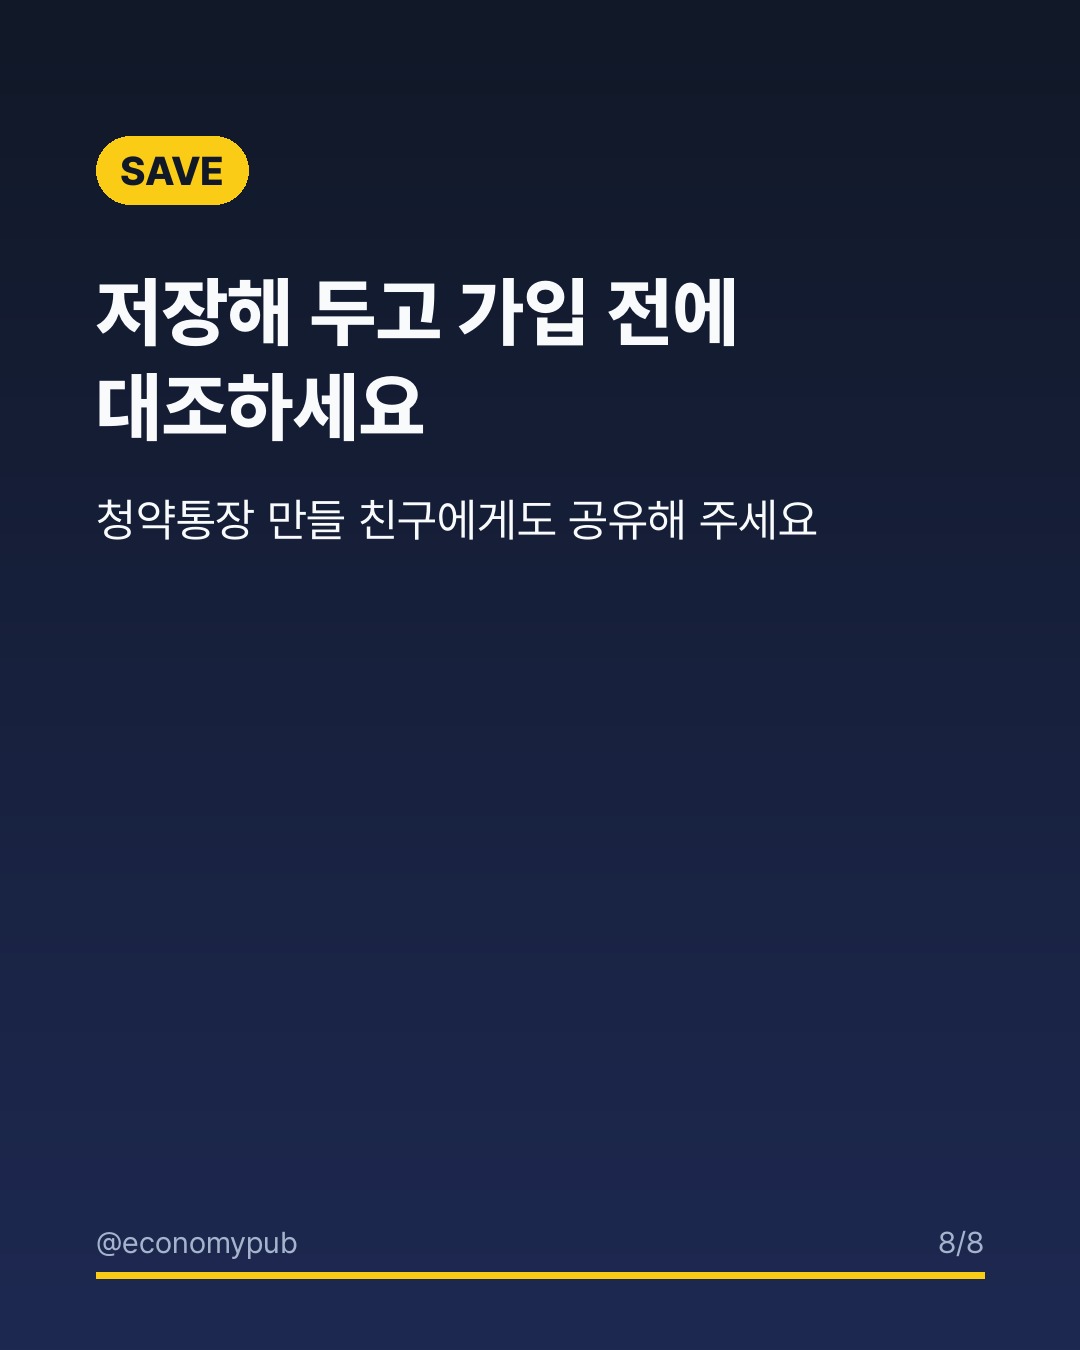 SAVE
저장해 두고 가입 전에
대조하세요
청약통장 만들 친구에게도 공유해 주세요
@economypub
8/8